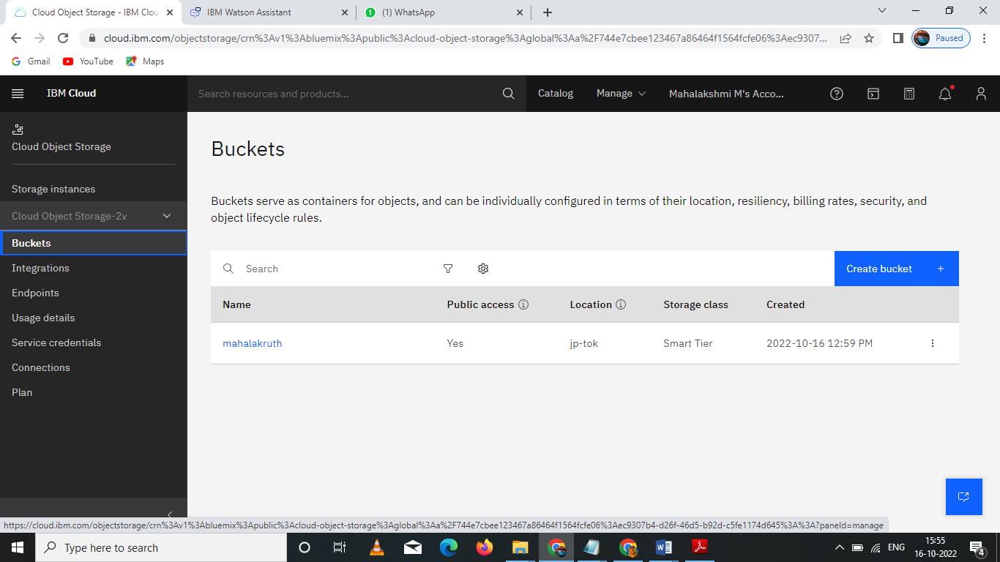 Cloud Object Storage - IBM Clou
IBM Watson Assistant
(1) WhatsApp
cloud.ibm.com/objectstorage/crn%3Av1%3Abluemix%3Apublic%3Acloud-object-storage%3Aglobal%3Aa%2F744e7cbee123467a86464f1564fcfe06%3Aec9307...
Paused
Gmail
YouTube
Maps
IBM Cloud
Search resources and products...
Catalog
Manage
Mahalakshmi M's Acco...
Cloud Object Storage
Storage instances
Cloud Object Storage-2v
Buckets
Integrations
Endpoints
Usage details
Service credentials
Connections
Plan
Buckets
Buckets serve as containers for objects, and can be individually configured in terms of their location, resiliency, billing rates, security, and
object lifecycle rules.
Search
Create bucket +
Name Public access Location Storage class Created
mahalakruth Yes jp-tok Smart Tier 2022-10-16 12:59 PM
https://cloud.ibm.com/objectstorage/crn%3Av1%3Abluemix%3Apublic%3Acloud-object-storage%3Aglobal%3Aa%2F744e7cbee123467a86464f1564fcfe06%3Aec9307b4-d26f-46d5-b92d-c5fe1174d645%3A%3A?paneId=manage
Type here to search
ENG
15:55
16-10-2022
4